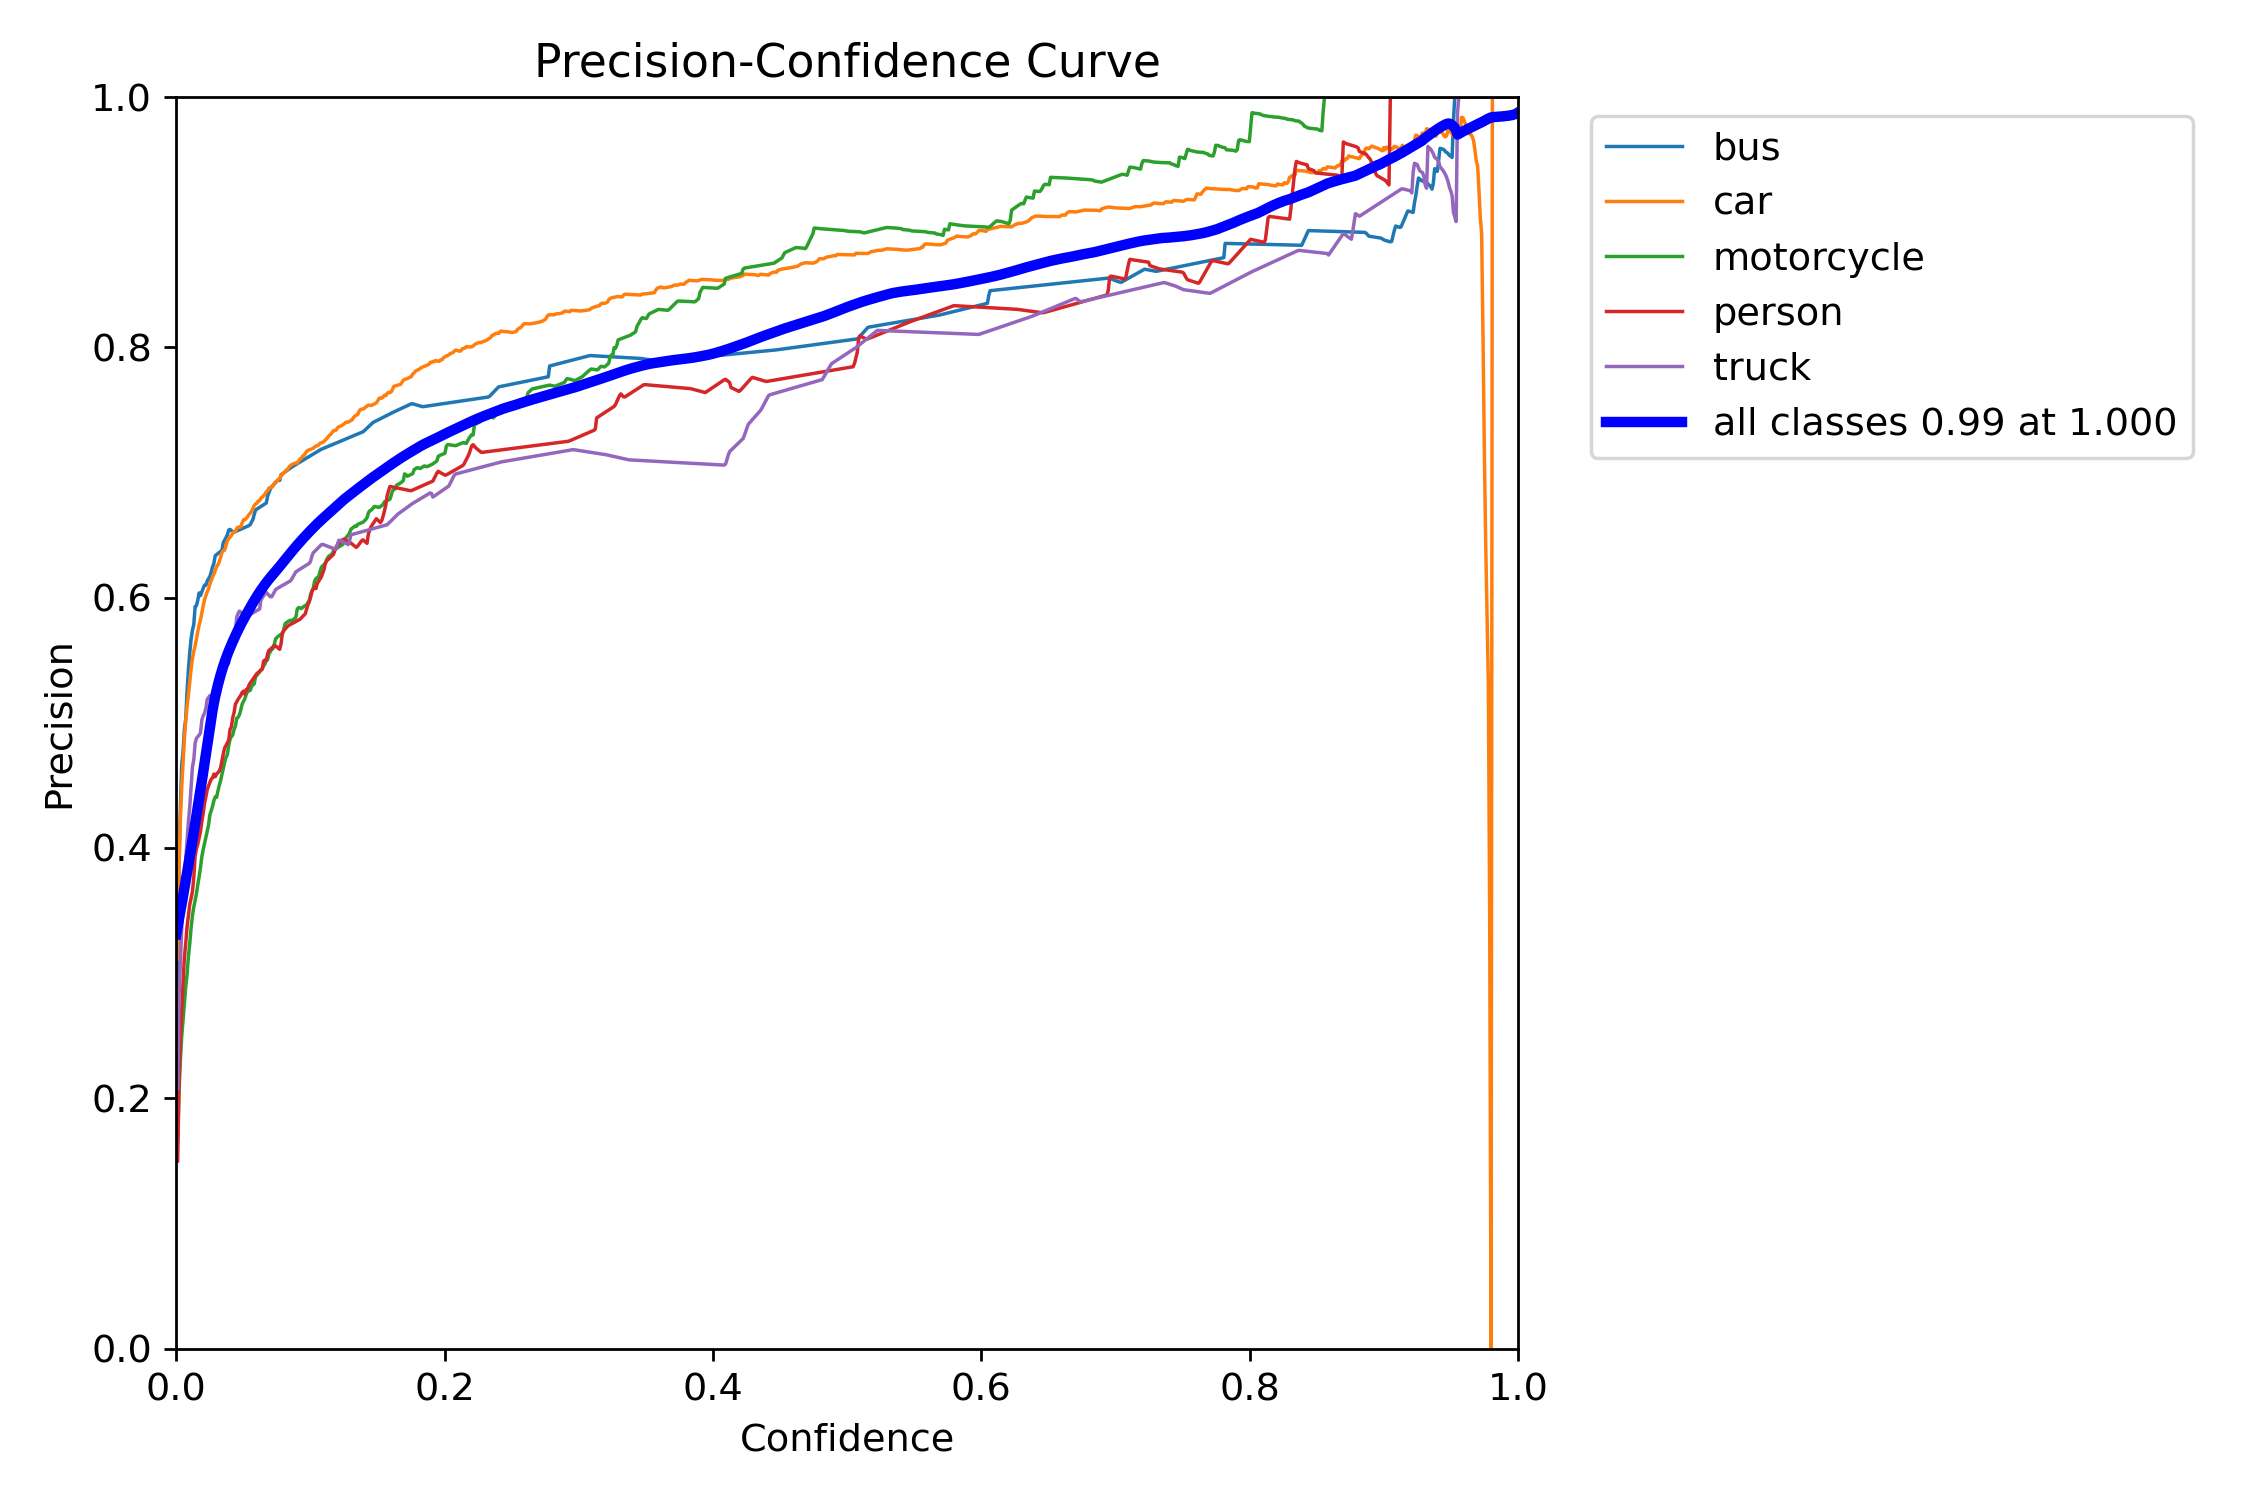 Precision-Confidence Curve
1.0
0.8
0.6
0.4
0.2
0.0
Precision
0.0 0.2 0.4 0.6 0.8 1.0
Confidence
bus
car
motorcycle
person
truck
all classes 0.99 at 1.000